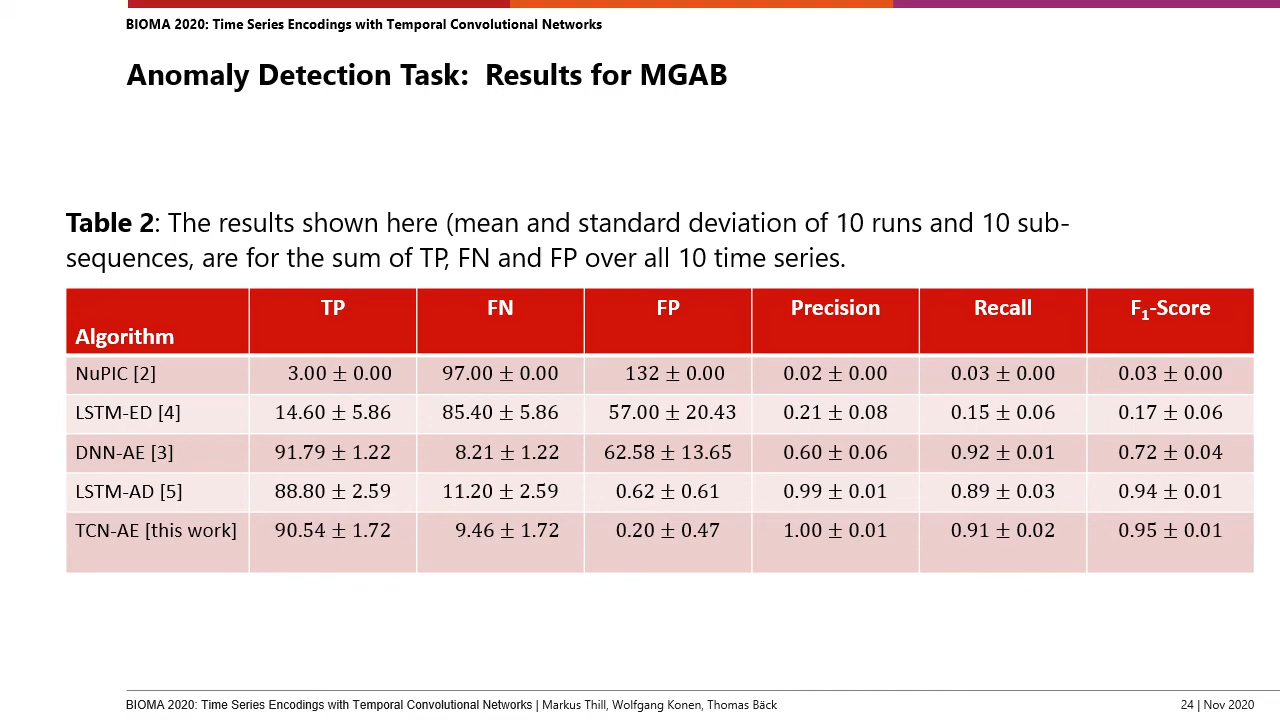 BIOMA 2020: Time Series Encodings with Temporal Convolutional Networks
Anomaly Detection Task:  Results for MGAB
Table 2: The results shown here (mean and standard deviation of 10 runs and 10 sub-
sequences, are for the sum of TP, FN and FP over all 10 time series.
Algorithm TP FN FP Precision Recall F₁-Score
NuPIC [2] 3.00 ± 0.00 97.00 ± 0.00 132 ± 0.00 0.02 ± 0.00 0.03 ± 0.00 0.03 ± 0.00
LSTM-ED [4] 14.60 ± 5.86 85.40 ± 5.86 57.00 ± 20.43 0.21 ± 0.08 0.15 ± 0.06 0.17 ± 0.06
DNN-AE [3] 91.79 ± 1.22 8.21 ± 1.22 62.58 ± 13.65 0.60 ± 0.06 0.92 ± 0.01 0.72 ± 0.04
LSTM-AD [5] 88.80 ± 2.59 11.20 ± 2.59 0.62 ± 0.61 0.99 ± 0.01 0.89 ± 0.03 0.94 ± 0.01
TCN-AE [this work] 90.54 ± 1.72 9.46 ± 1.72 0.20 ± 0.47 1.00 ± 0.01 0.91 ± 0.02 0.95 ± 0.01
BIOMA 2020: Time Series Encodings with Temporal Convolutional Networks | Markus Thill, Wolfgang Konen, Thomas Bäck 24 | Nov 2020